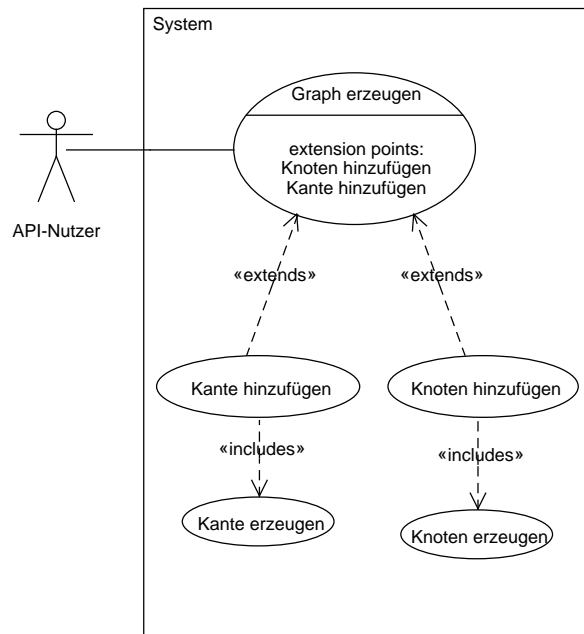 System
Graph erzeugen
extension points:
Knoten hinzufügen
Kante hinzufügen
API-Nutzer
«extends»
«extends»
Kante hinzufügen
Knoten hinzufügen
«includes»
«includes»
Kante erzeugen
Knoten erzeugen